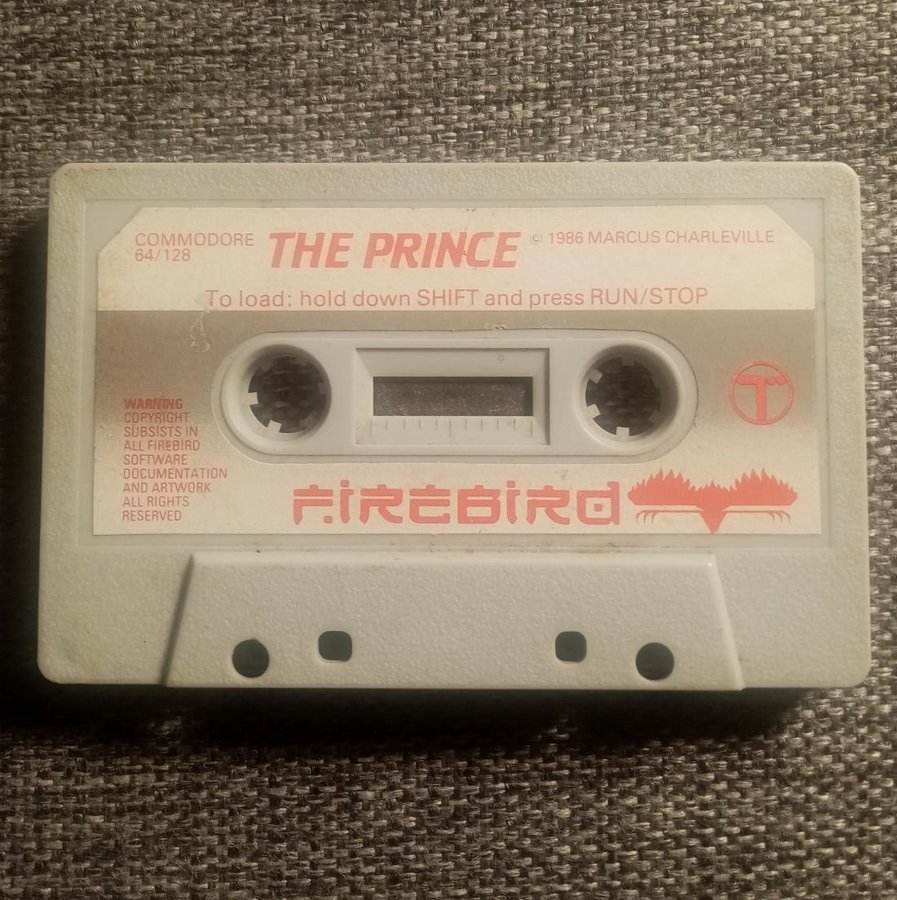 COMMODORE
64/128
THE PRINCE
© 1986 MARCUS CHARLEVILLE
To load: hold down SHIFT and press RUN/STOP
T
WARNING
COPYRIGHT
SUBSISTS IN
ALL FIREBIRD
SOFTWARE
DOCUMENTATION
AND ARTWORK
ALL RIGHTS
RESERVED
FIREBIRD